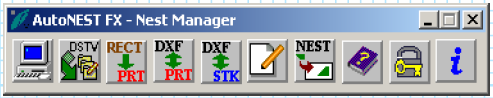 AutoNEST FX - Nest Manager
DSTV RECT DXF DXF NEST
PRT PRT STK